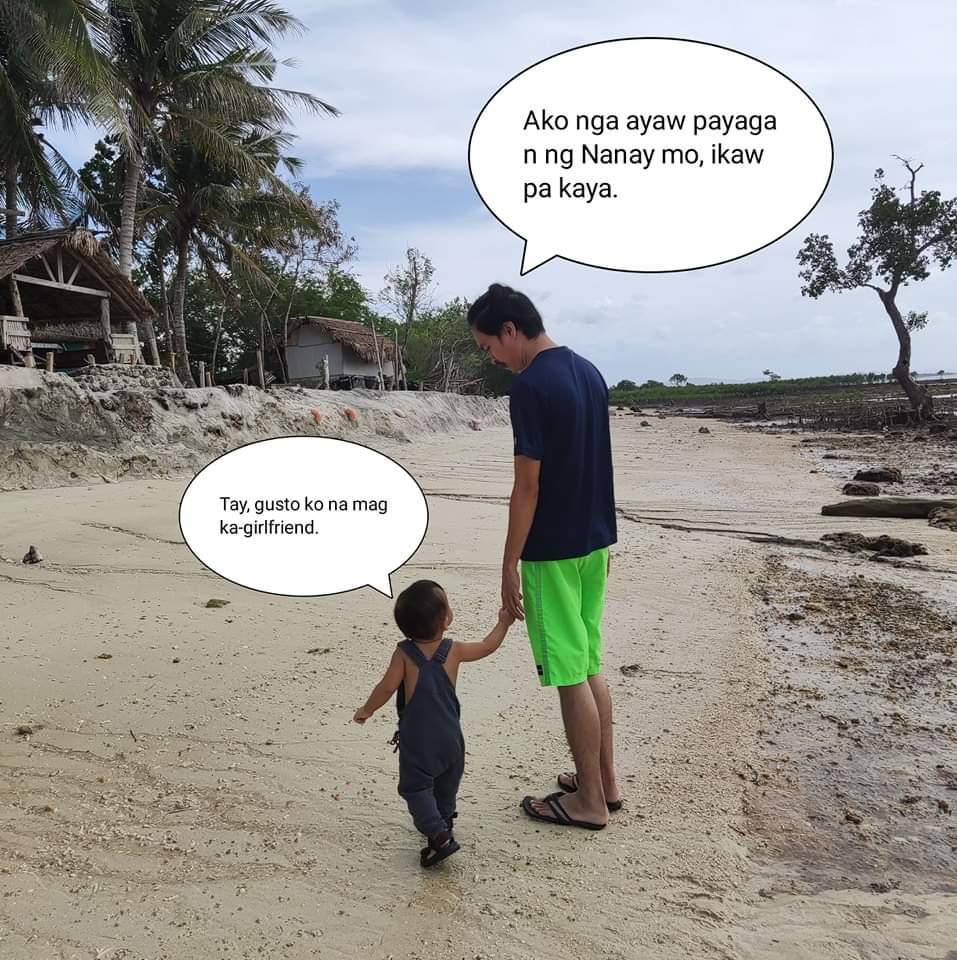 Tay, gusto ko na mag
ka-girlfriend.
Ako nga ayaw payaga
n ng Nanay mo, ikaw
pa kaya.